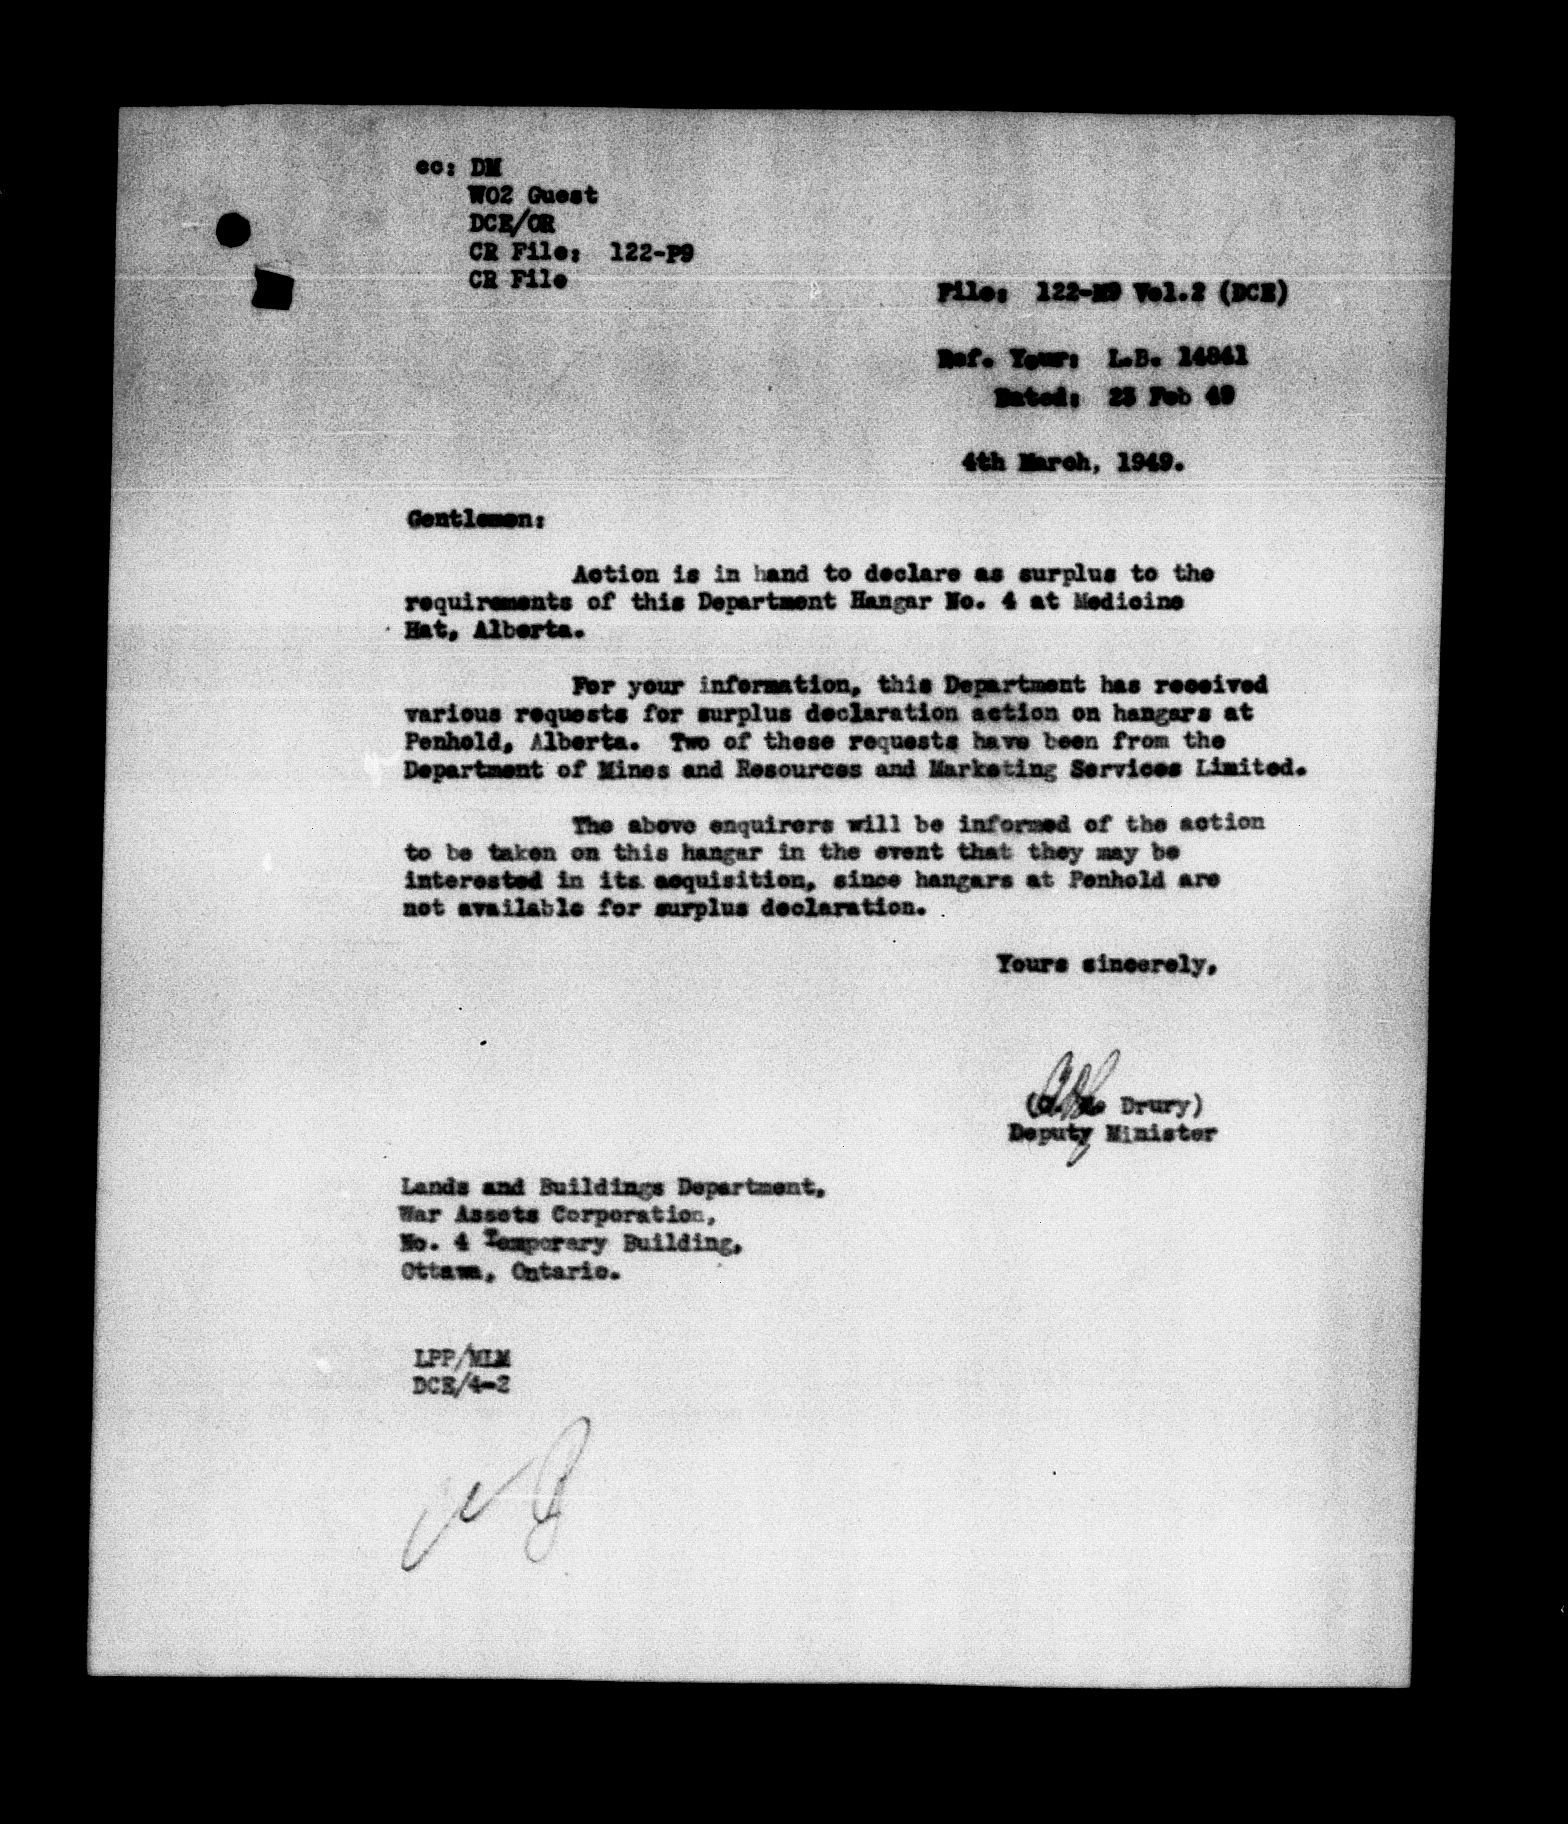 cc: DM
WO2 Guest
DCE/OR
CR File: 122-P9
CR File
File: 122-M9 Vol.2 (DCE)
Ref. Your: L.B. 14841
Dated: 23 Feb 49
4th March, 1949.
Gentlemen:
Action is in hand to declare as surplus to the
requirements of this Department Hangar No. 4 at Medicine
Hat, Alberta.
For your information, this Department has received
various requests for surplus declaration action on hangars at
Penhold, Alberta. Two of these requests have been from the
Department of Mines and Resources and Marketing Services Limited.
The above enquirers will be informed of the action
to be taken on this hangar in the event that they may be
interested in its acquisition, since hangars at Penhold are
not available for surplus declaration.
Yours sincerely,
Drury)
Deputy Minister
Lands and Buildings Department,
War Assets Corporation,
No. 4 Temporary Building,
Ottawa, Ontario.
LPP/MLM
DCE/4-2